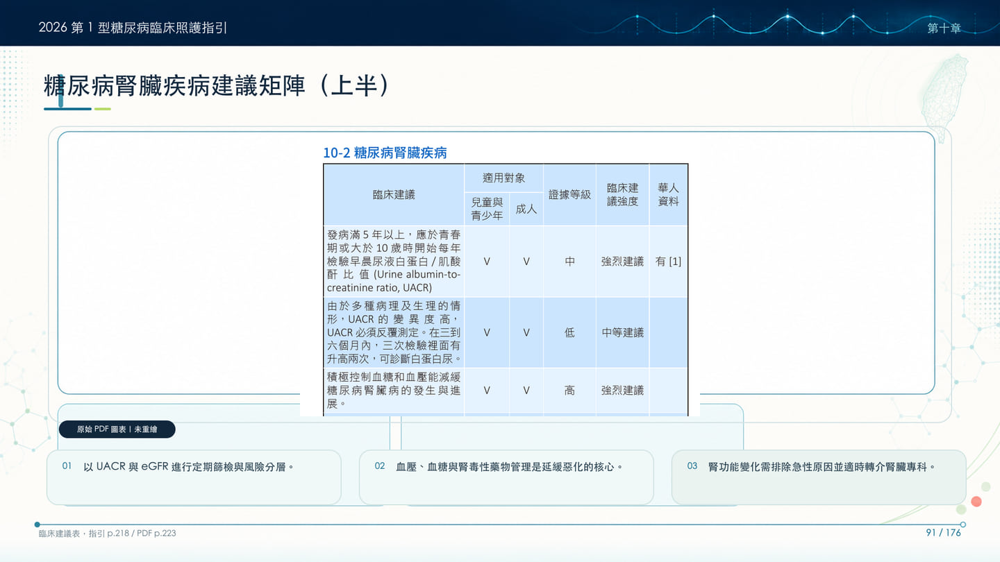 2026 第 1 型糖尿病臨床照護指引
第十章
糖尿病腎臟疾病建議矩陣（上半）
10-2 糖尿病腎臟疾病
臨床建議
適用對象
兒童與
青少年
成人
證據等級
臨床建
議強度
華人
資料
發病滿 5 年以上，應於青春
期或大於 10 歲時開始每年
檢驗早晨尿液白蛋白 / 肌酸
酐比值 (Urine albumin-to-
creatinine ratio, UACR)
V
V
中
強烈建議
有 [1]
由於多種病理及生理的情
形，UACR 的變異度高，
UACR 必須反覆測定。在三到
六個月內，三次檢驗裡面有
升高兩次，可診斷白蛋白尿。
V
V
低
中等建議
積極控制血糖和血壓能減緩
糖尿病腎臟病的發生與進
展。
V
V
高
強烈建議
原始 PDF 圖表｜未重繪
01 以 UACR 與 eGFR 進行定期篩檢與風險分層。
02 血壓、血糖與腎毒性藥物管理是延緩惡化的核心。
03 腎功能變化需排除急性原因並適時轉介腎臟專科。
臨床建議表，指引 p.218 / PDF p.223
91 / 176